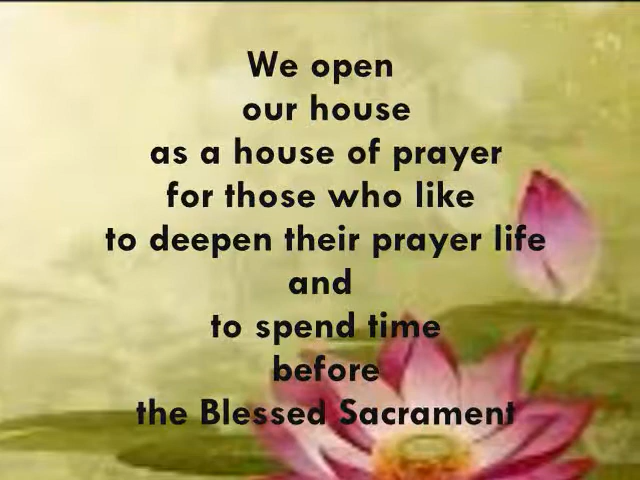 We open
our house
as a house of prayer
for those who like
to deepen their prayer life
and
to spend time
before
the Blessed Sacrament